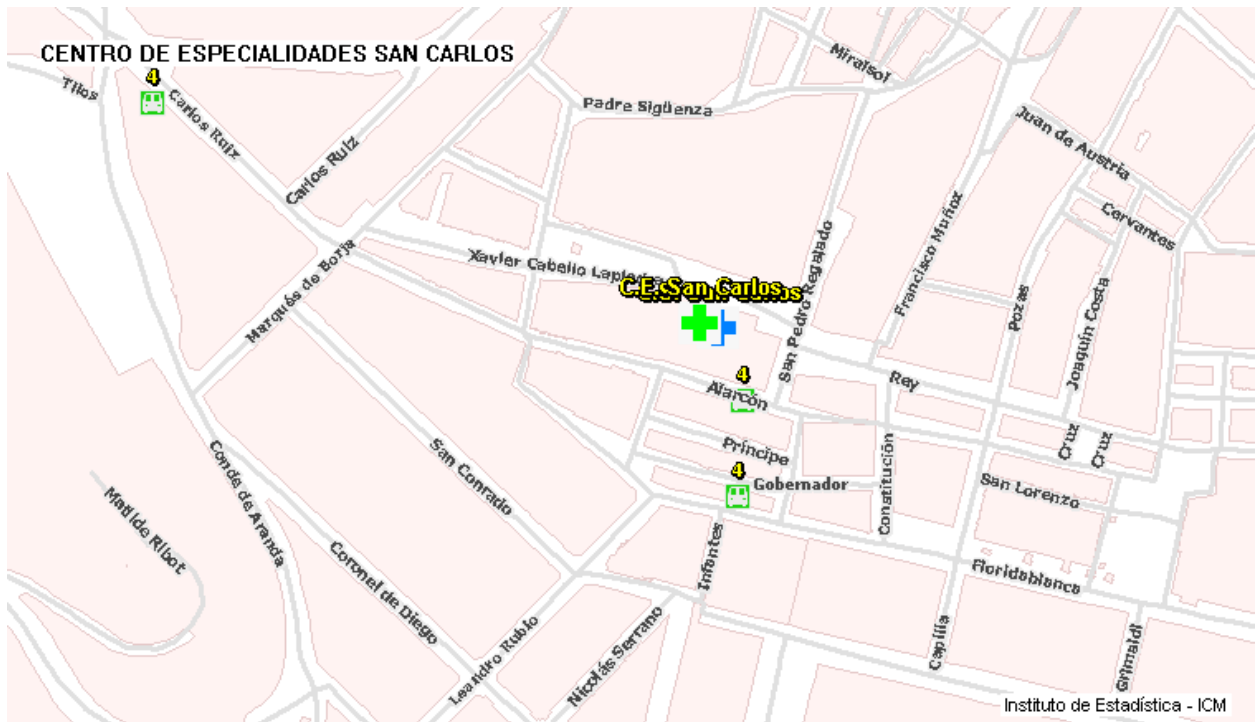 CENTRO DE ESPECIALIDADES SAN CARLOS
4
Tilos
Carlos Ruiz
Carlos Ruiz
Miralsol
Padre Sigüenza
Juan de Austria
Cervantes
Francisco Muñoz
San Pedro Regalado
Marqués de Borja
Xavier Cabello
C.E. San Carlos
Pozas
Joaquín Costa
4
Alarcón
Rey
Príncipe
Constitución
Cruz
Cruz
4
Gobernador
San Lorenzo
San Conrado
Conde de Aranda
Matilde Ribot
Coronel de Diego
Infantes
Floridablanca
Leandro Rubio
Nicolás Serrano
Capilla
Grimaldi
Instituto de Estadística - ICM